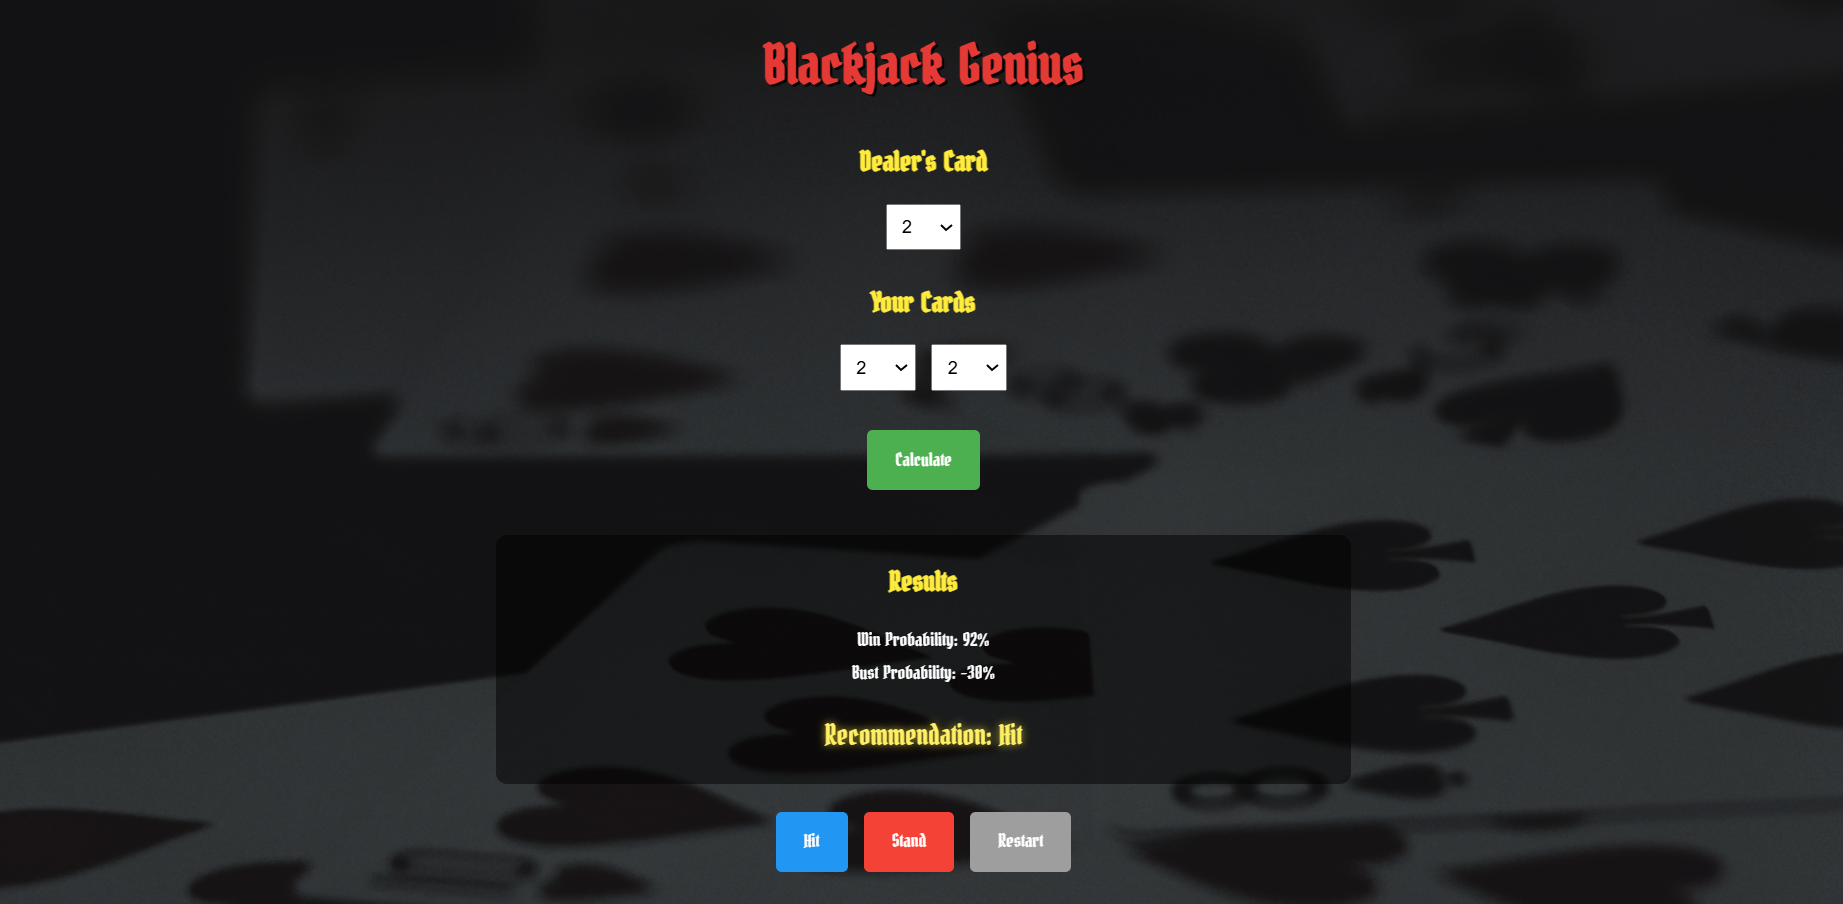 Blackjack Genius
Dealer's Card
2
Your Cards
2 2
Calculate
Results
Win Probability: 92%
Bust Probability: -30%
Recommendation: Hit
Hit Stand Restart